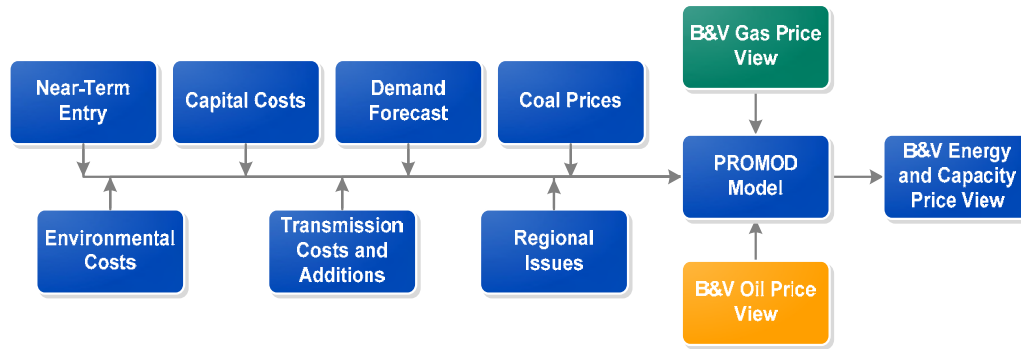 B&V Gas Price
View
Near-Term
Entry
Capital Costs
Demand
Forecast
Coal Prices
PROMOD
Model
B&V Energy
and Capacity
Price View
Environmental
Costs
Transmission
Costs and
Additions
Regional
Issues
B&V Oil Price
View